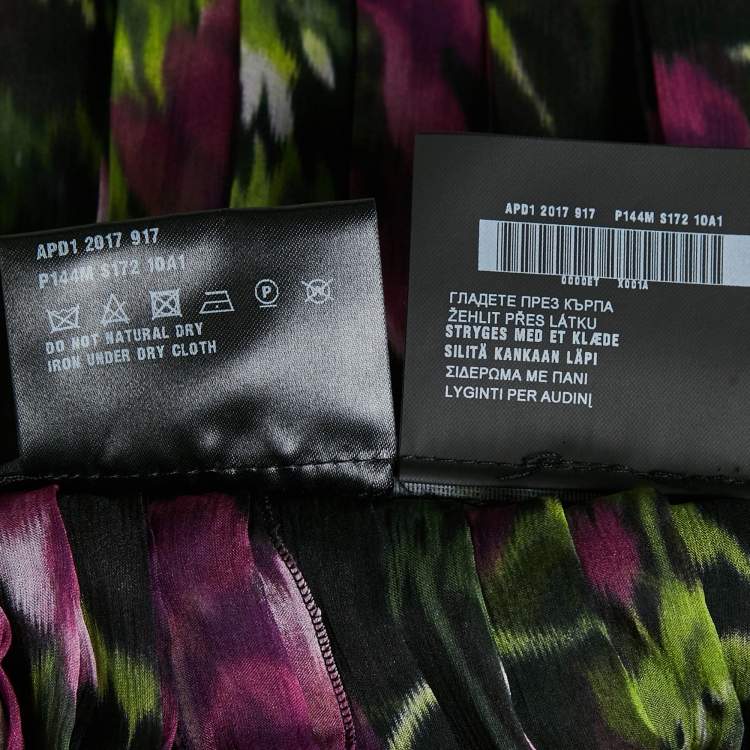 APD1 2017 917
P144M S172 10A1
P
DO NOT NATURAL DRY
IRON UNDER DRY CLOTH
APD1 2017 917 P144M S172 10A1
X001A
ГЛАДЕТЕ ПРЕЗ КЪРПА
ŽEHLIT PŘES LÁTKU
STRYGES MED ET KLÆDE
SILITÄ KANKAAN LÄPI
ΣΙΔΕΡΩΜΑ ΜΕ ΠΑΝΙ
LYGINTI PER AUDINĮ